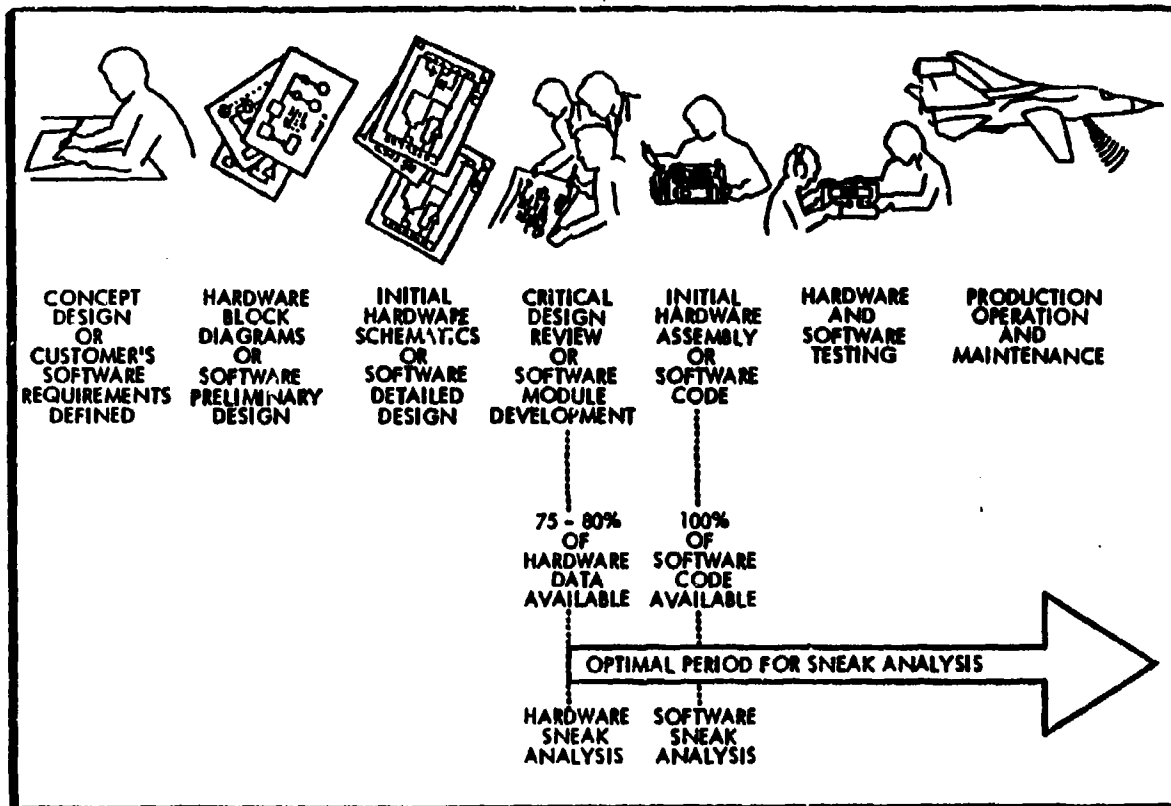 CONCEPT
DESIGN
OR
CUSTOMER'S
SOFTWARE
REQUIREMENTS
DEFINED
HARDWARE
BLOCK
DIAGRAMS
OR
SOFTWARE
PRELIMINARY
DESIGN
INITIAL
HARDWARE
SCHEMATICS
OR
SOFTWARE
DETAILED
DESIGN
CRITICAL
DESIGN
REVIEW
OR
SOFTWARE
MODULE
DEVELOPMENT
INITIAL
HARDWARE
ASSEMBLY
OR
SOFTWARE
CODE
HARDWARE
AND
SOFTWARE
TESTING
PRODUCTION
OPERATION
AND
MAINTENANCE
75 - 80%
OF
HARDWARE
DATA
AVAILABLE
100%
OF
SOFTWARE
CODE
AVAILABLE
OPTIMAL PERIOD FOR SNEAK ANALYSIS
HARDWARE
SNEAK
ANALYSIS
SOFTWARE
SNEAK
ANALYSIS